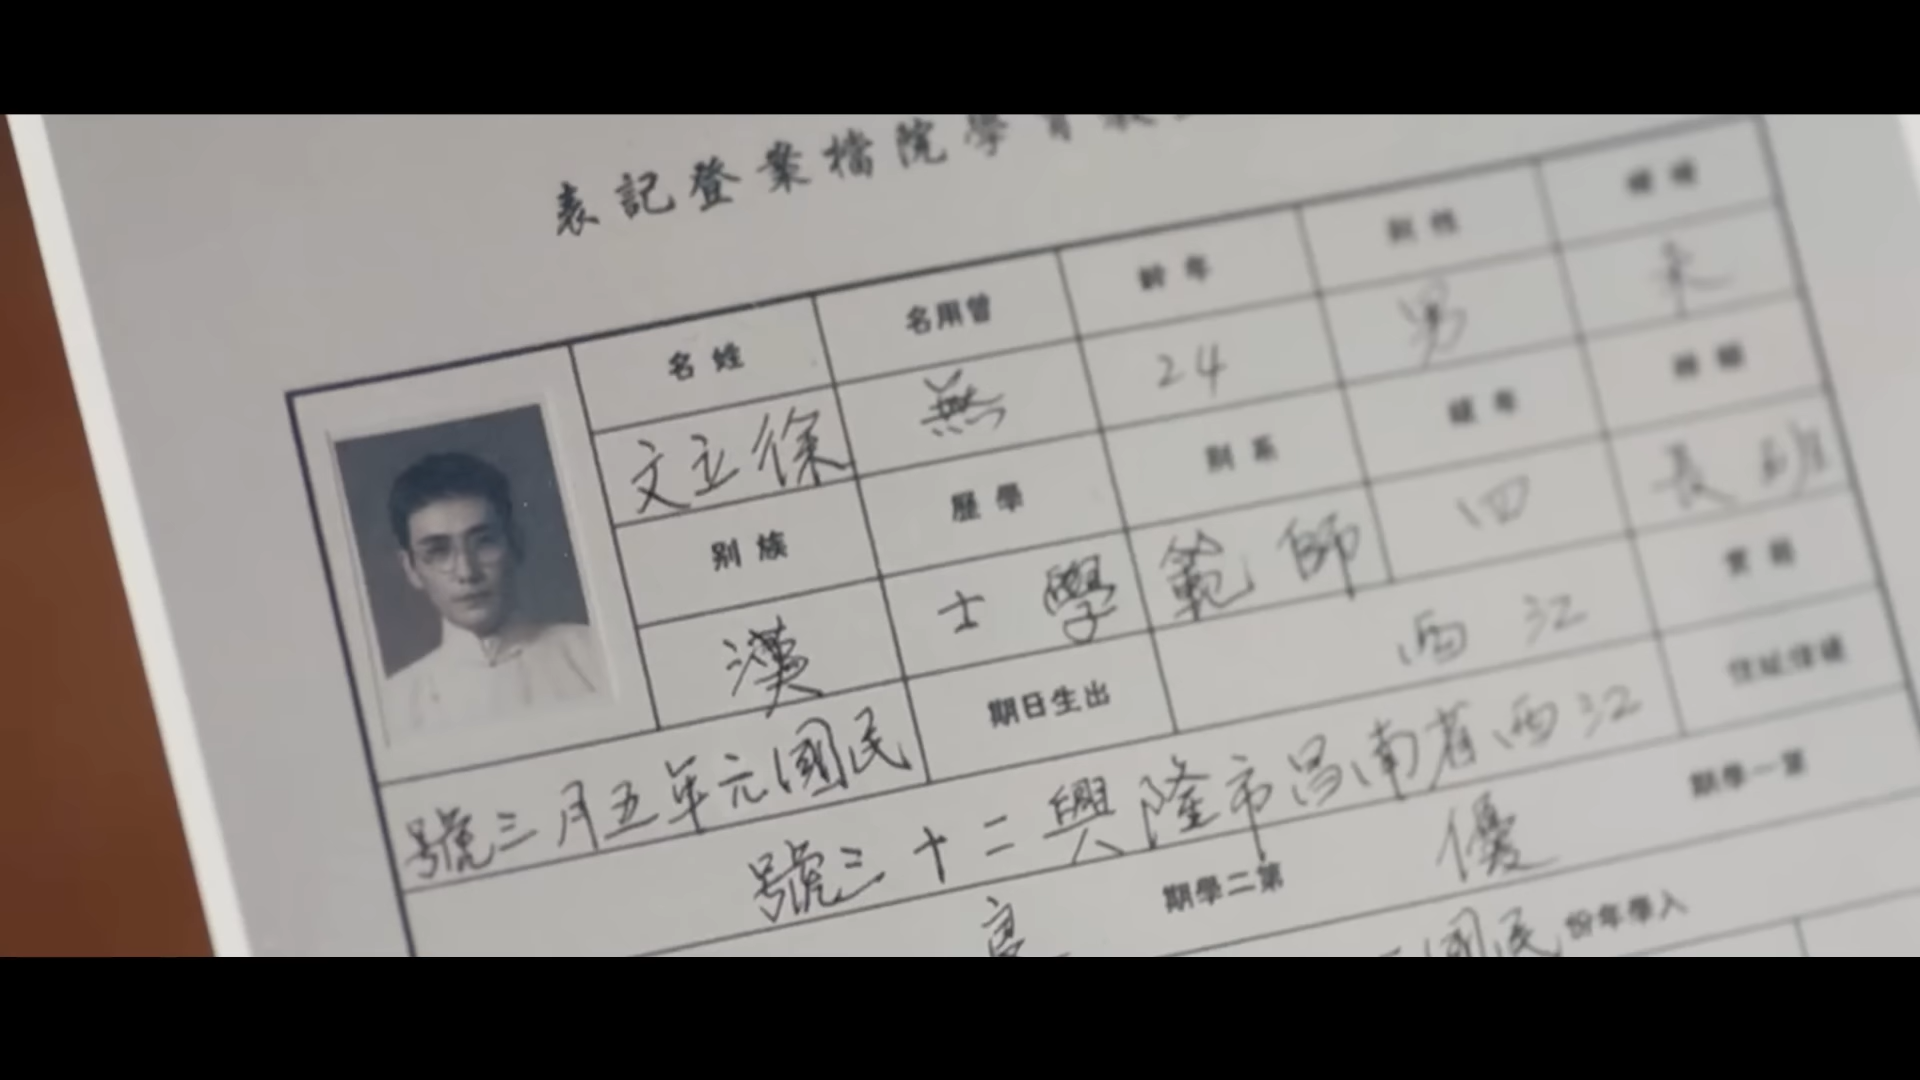 育學院檔案登記表
性別 年齡 曾用名 姓名
男 24 無 徐立文
年級 系別 學歷 族別
班長 四 師範 學士 漢
籍貫 江西 出生日期 民國元年五月三號
江西省南昌市隆興二十三號
第一學期 優 第二學期 良
入學年份 民國